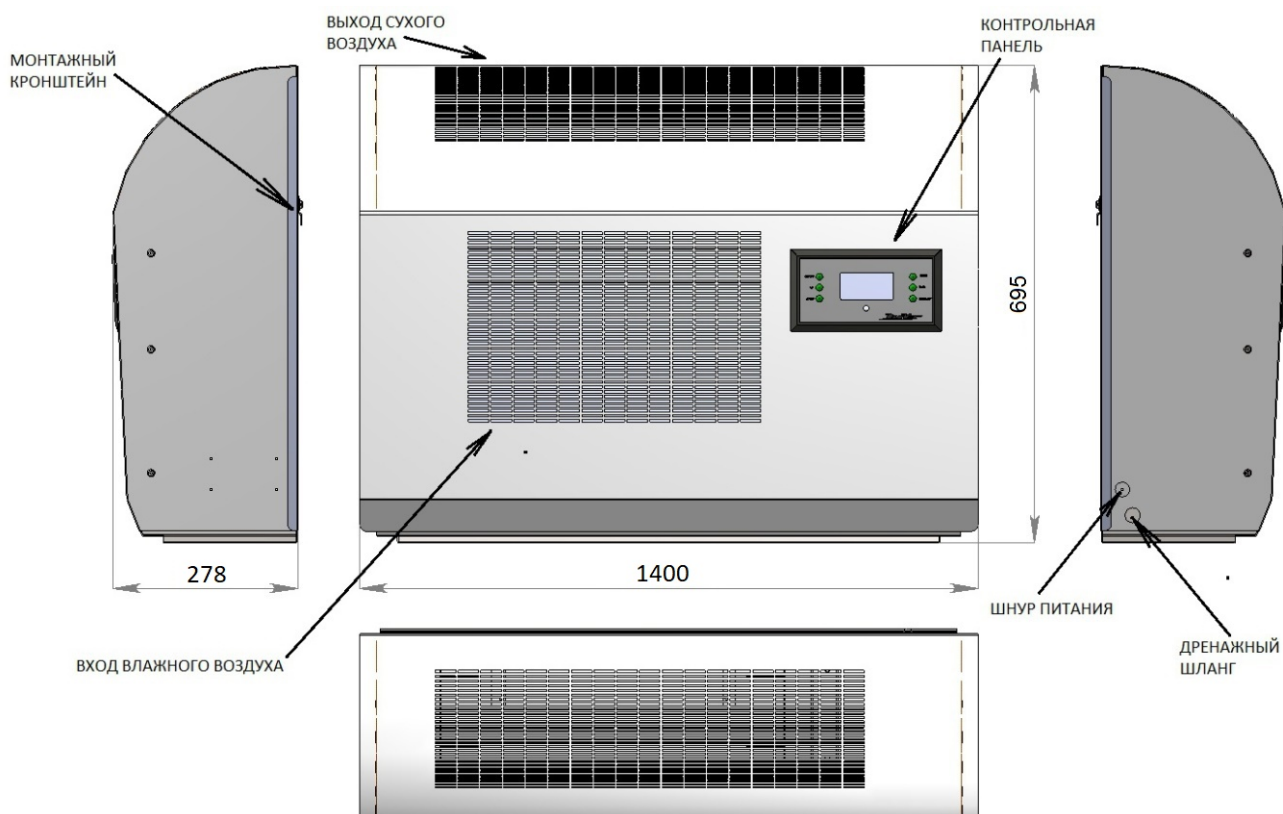 ВЫХОД СУХОГО
ВОЗДУХА
КОНТРОЛЬНАЯ
ПАНЕЛЬ
МОНТАЖНЫЙ
КРОНШТЕЙН
695
278
1400
ШНУР ПИТАНИЯ
ВХОД ВЛАЖНОГО ВОЗДУХА
ДРЕНАЖНЫЙ
ШЛАНГ